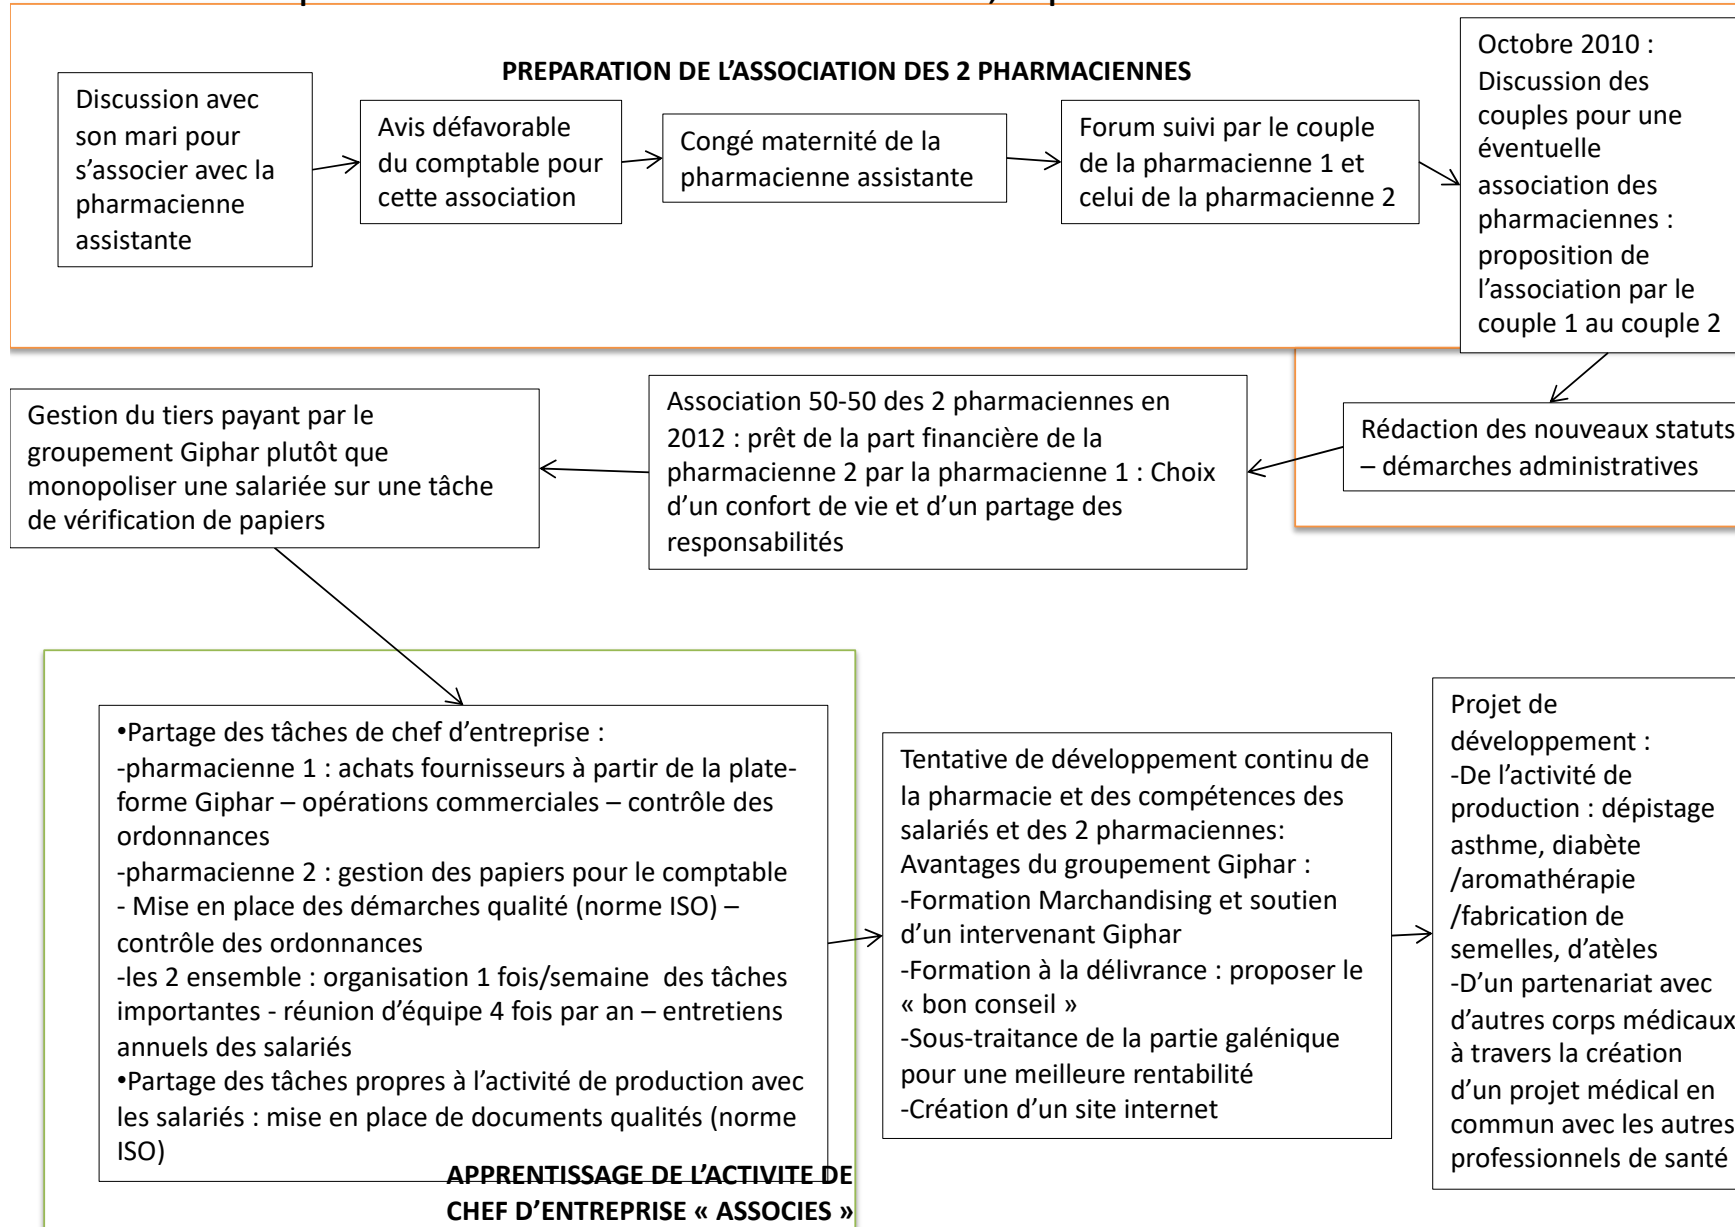 PREPARATION DE L’ASSOCIATION DES 2 PHARMACIENNES
Discussion avec
son mari pour
s’associer avec la
pharmacienne
assistante
Avis défavorable
du comptable pour
cette association
Congé maternité de la
pharmacienne assistante
Forum suivi par le couple
de la pharmacienne 1 et
celui de la pharmacienne 2
Octobre 2010 :
Discussion des
couples pour une
éventuelle
association des
pharmaciennes :
proposition de
l’association par le
couple 1 au couple 2
Rédaction des nouveaux statuts
– démarches administratives
Association 50-50 des 2 pharmaciennes en
2012 : prêt de la part financière de la
pharmacienne 2 par la pharmacienne 1 : Choix
d’un confort de vie et d’un partage des
responsabilités
Gestion du tiers payant par le
groupement Giphar plutôt que
monopoliser une salariée sur une tâche
de vérification de papiers
•Partage des tâches de chef d’entreprise :
-pharmacienne 1 : achats fournisseurs à partir de la plate-
forme Giphar – opérations commerciales – contrôle des
ordonnances
-pharmacienne 2 : gestion des papiers pour le comptable
- Mise en place des démarches qualité (norme ISO) –
contrôle des ordonnances
-les 2 ensemble : organisation 1 fois/semaine  des tâches
importantes - réunion d’équipe 4 fois par an – entretiens
annuels des salariés
•Partage des tâches propres à l’activité de production avec
les salariés : mise en place de documents qualités (norme
ISO)
APPRENTISSAGE DE L’ACTIVITE DE
CHEF D’ENTREPRISE « ASSOCIES »
Tentative de développement continu de
la pharmacie et des compétences des
salariés et des 2 pharmaciennes:
Avantages du groupement Giphar :
-Formation Marchandising et soutien
d’un intervenant Giphar
-Formation à la délivrance : proposer le
« bon conseil »
-Sous-traitance de la partie galénique
pour une meilleure rentabilité
-Création d’un site internet
Projet de
développement :
-De l’activité de
production : dépistage
asthme, diabète
/aromathérapie
/fabrication de
semelles, d’atèles
-D’un partenariat avec
d’autres corps médicaux
à travers la création
d’un projet médical en
commun avec les autres
professionnels de santé